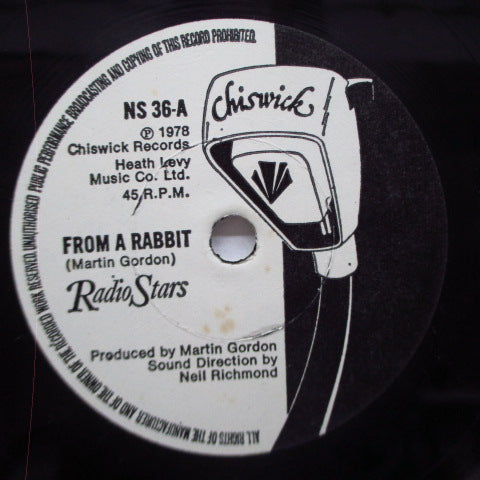 ALL RIGHTS OF THE MANUFACTURER AND OF THE OWNER OF THE RECORDED WORK RESERVED. UNAUTHORISED PUBLIC PERFORMANCE BROADCASTING AND COPYING OF THIS RECORD PROHIBITED.
Chiswick
NS 36-A
℗ 1978
Chiswick Records
Heath Levy
Music Co. Ltd.
45 R.P.M.
FROM A RABBIT
(Martin Gordon)
Radio Stars
Produced by Martin Gordon
Sound Direction by
Neil Richmond